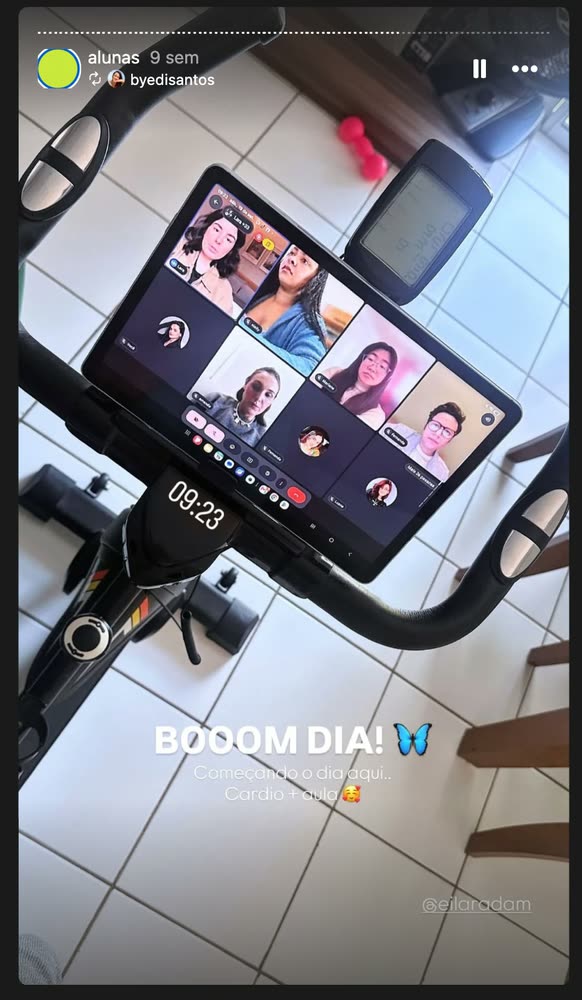 alunas 9 sem
byedisantos
09:23
BOOOM DIA! 🦋
Começando o dia aqui..
Cardio + aula 🥰
@eilaradam